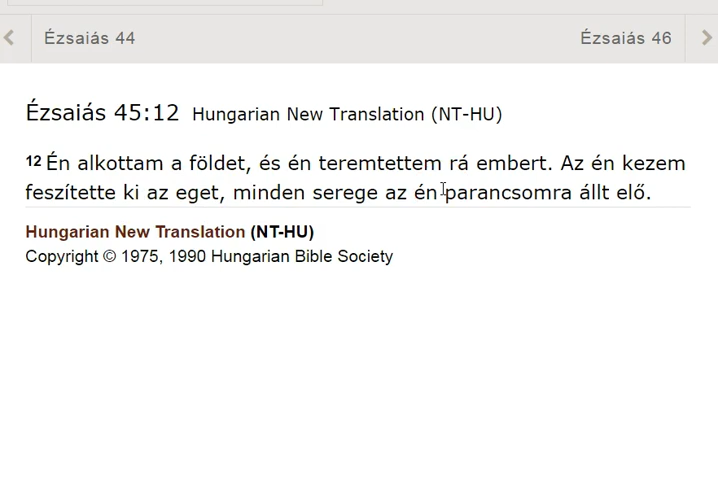 Ézsaiás 44
Ézsaiás 46
Ézsaiás 45:12 Hungarian New Translation (NT-HU)
12 Én alkottam a földet, és én teremtettem rá embert. Az én kezem
feszítette ki az eget, minden serege az én parancsomra állt elő.
Hungarian New Translation (NT-HU)
Copyright © 1975, 1990 Hungarian Bible Society